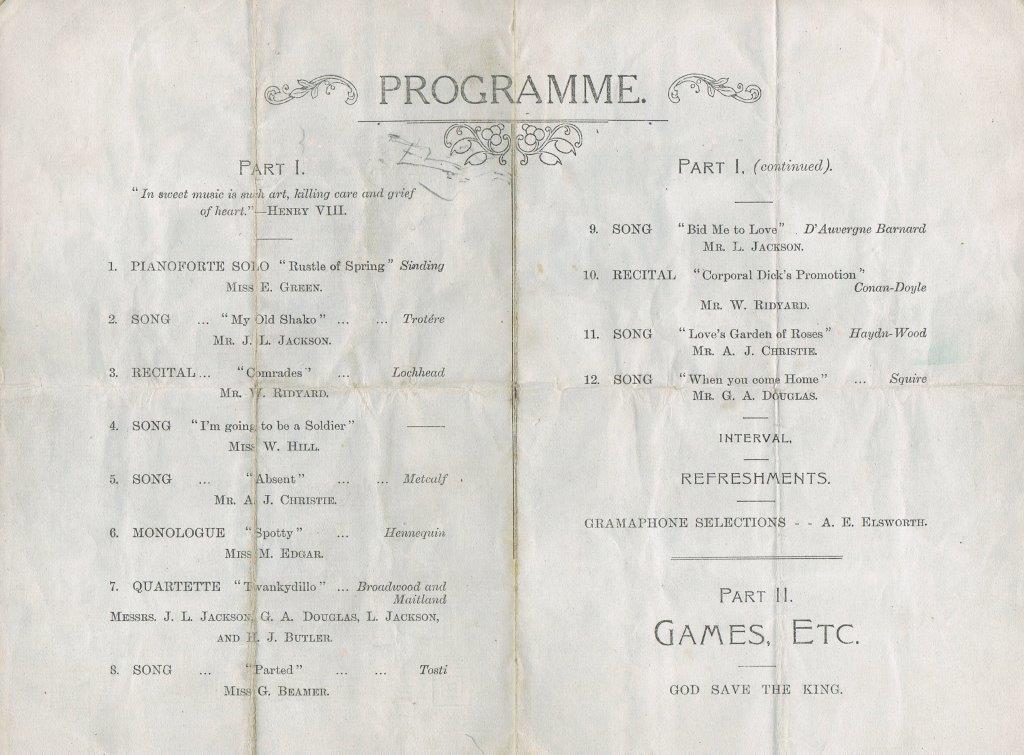 PROGRAMME.
PART I.
"In sweet music is such art, killing care and grief
of heart."—HENRY VIII.
1. PIANOFORTE SOLO "Rustle of Spring" Sinding
MISS E. GREEN.
2. SONG ... "My Old Shako" ... ... Trotére
MR. J. L. JACKSON.
3. RECITAL ... "Comrades" ... Lochhead
MR. W. RIDYARD.
4. SONG "I'm going to be a Soldier" ——
MISS W. HILL.
5. SONG ... "Absent" ... ... Metcalf
MR. A. J. CHRISTIE.
6. MONOLOGUE "Spotty" ... Hennequin
MISS M. EDGAR.
7. QUARTETTE "Twankydillo" ... Broadwood and
Maitland
MESSRS. J. L. JACKSON, G. A. DOUGLAS, L. JACKSON,
AND H. J. BUTLER.
8. SONG ... "Parted" ... ... Tosti
MISS G. BEAMER.
PART I, (continued).
9. SONG "Bid Me to Love" . D'Auvergne Barnard
MR. L. JACKSON.
10. RECITAL "Corporal Dick's Promotion"
Conan-Doyle
MR. W. RIDYARD.
11. SONG "Love's Garden of Roses" Haydn-Wood
MR. A. J. CHRISTIE.
12. SONG "When you come Home" ... Squire
MR. G. A. DOUGLAS.
INTERVAL,
REFRESHMENTS.
GRAMAPHONE SELECTIONS - - A. E. ELSWORTH.
PART II.
GAMES, ETC.
GOD SAVE THE KING.